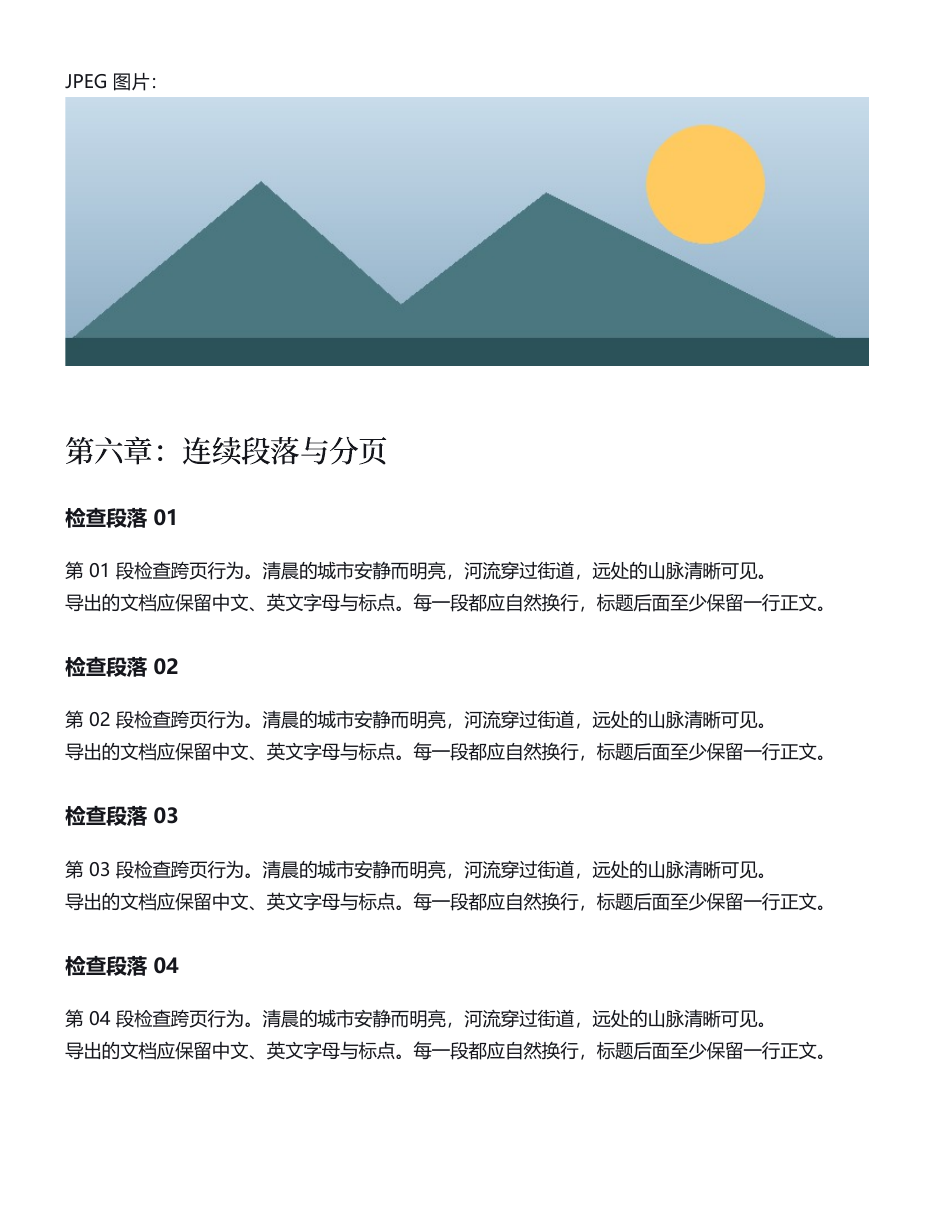 JPEG 图片：
第六章：连续段落与分页
检查段落 01
第 01 段检查跨页行为。清晨的城市安静而明亮，河流穿过街道，远处的山脉清晰可见。
导出的文档应保留中文、英文字母与标点。每一段都应自然换行，标题后面至少保留一行正文。
检查段落 02
第 02 段检查跨页行为。清晨的城市安静而明亮，河流穿过街道，远处的山脉清晰可见。
导出的文档应保留中文、英文字母与标点。每一段都应自然换行，标题后面至少保留一行正文。
检查段落 03
第 03 段检查跨页行为。清晨的城市安静而明亮，河流穿过街道，远处的山脉清晰可见。
导出的文档应保留中文、英文字母与标点。每一段都应自然换行，标题后面至少保留一行正文。
检查段落 04
第 04 段检查跨页行为。清晨的城市安静而明亮，河流穿过街道，远处的山脉清晰可见。
导出的文档应保留中文、英文字母与标点。每一段都应自然换行，标题后面至少保留一行正文。